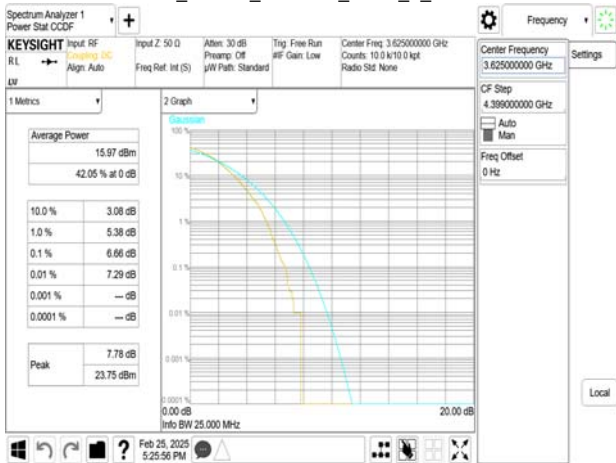 Spectrum Analyzer 1
Power Stat CCDF
+
Frequency
KEYSIGHT
RL
Input: RF
Coupling: DC
Align: Auto
Input Z: 50 Ω
Freq Ref: Int (S)
Atten: 30 dB
Preamp: Off
µW Path: Standard
Trig: Free Run
#IF Gain: Low
Center Freq: 3.625000000 GHz
Counts: 10.0 k/10.0 kpt
Radio Std: None
Center Frequency
3.625000000 GHz
Settings
CF Step
4.399000000 GHz
Auto
Man
Freq Offset
0 Hz
1 Metrics
Average Power
15.97 dBm
42.05 % at 0 dB
10.0 % 3.08 dB
1.0 % 5.38 dB
0.1 % 6.66 dB
0.01 % 7.29 dB
0.001 % --- dB
0.0001 % --- dB
Peak 7.78 dB
23.75 dBm
2 Graph
Gaussian
100 %
10 %
1 %
0.1 %
0.01 %
0.001 %
0.0001 %
0.00 dB 20.00 dB
Info BW 25.000 MHz
Local
?
Feb 25, 2025
5:25:56 PM